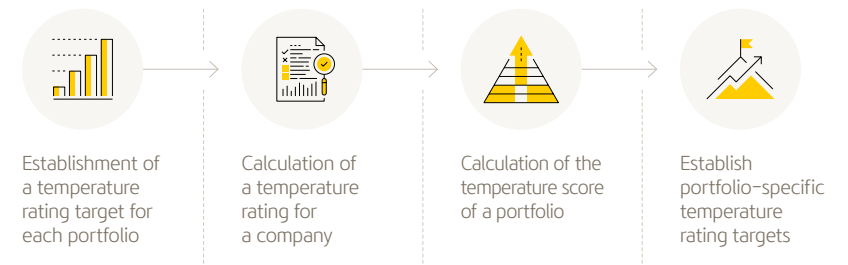 Establishment of
a temperature
rating target for
each portfolio
Calculation of
a temperature
rating for
a company
Calculation of the
temperature score
of a portfolio
Establish
portfolio-specific
temperature
rating targets